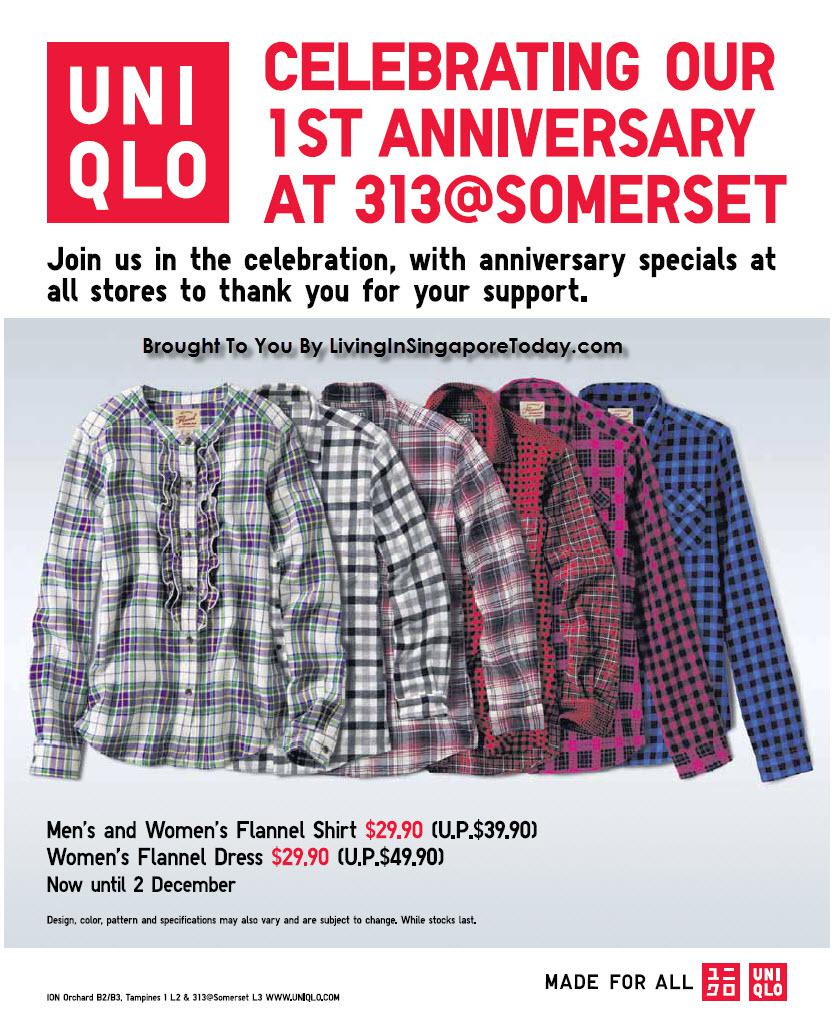 UNI
QLO
CELEBRATING OUR
1ST ANNIVERSARY
AT 313@SOMERSET
Join us in the celebration, with anniversary specials at
all stores to thank you for your support.
Brought To You By LivingInSingaporeToday.com
Men's and Women's Flannel Shirt $29.90 (U.P.$39.90)
Women's Flannel Dress $29.90 (U.P.$49.90)
Now until 2 December
Design, color, pattern and specifications may also vary and are subject to change. While stocks last.
MADE FOR ALL ユニ UNI
クロ QLO
ION Orchard B2/B3, Tampines 1 L2 & 313@Somerset L3 WWW.UNIQLO.COM